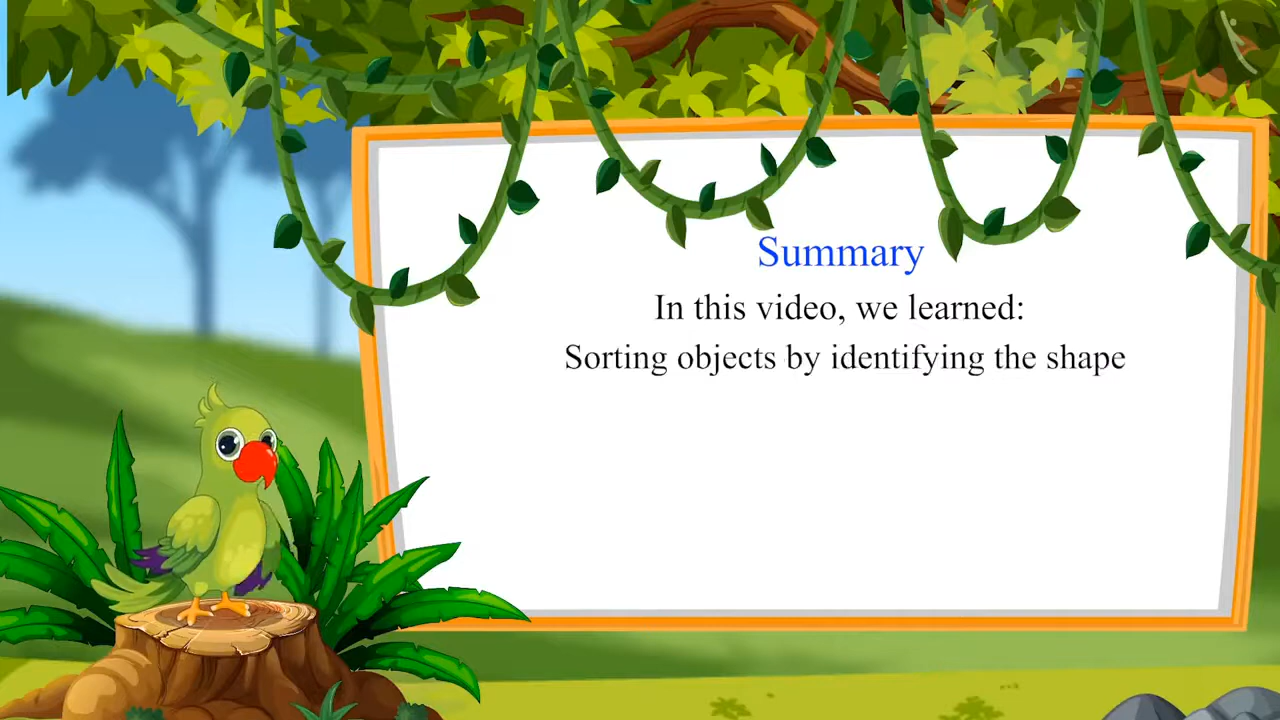 Summary
In this video, we learned:
Sorting objects by identifying the shape